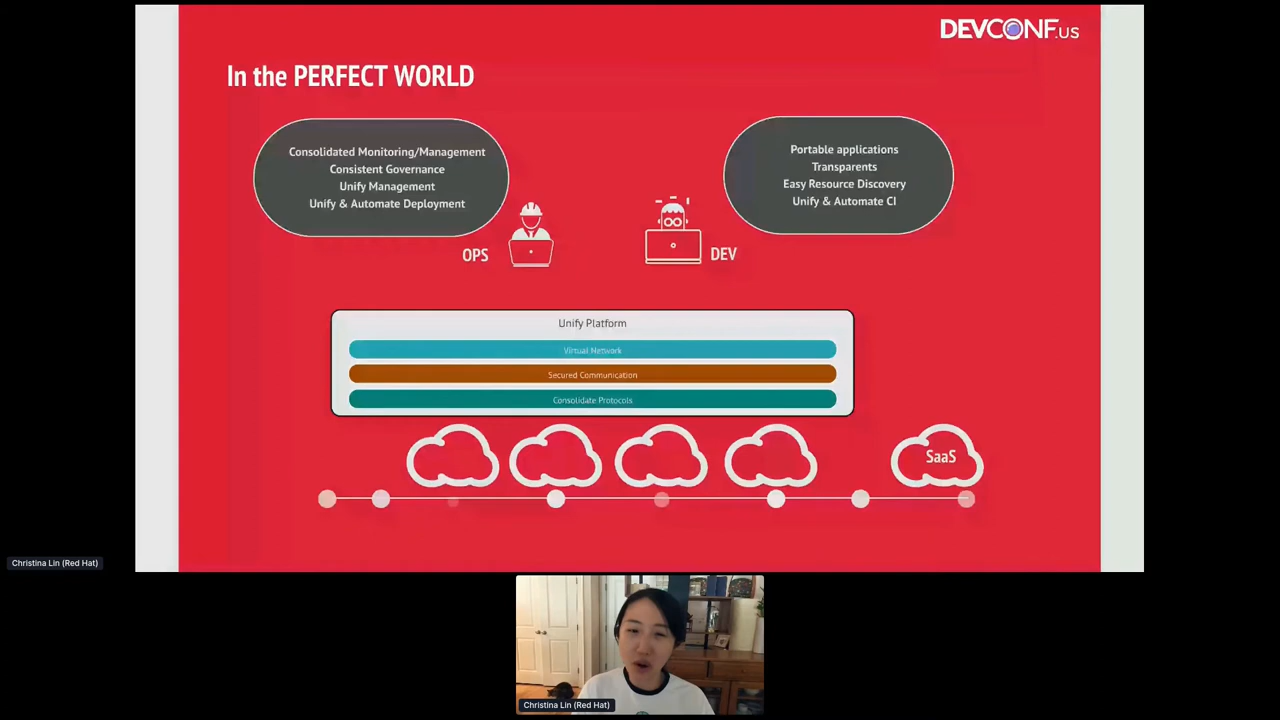 DEVCONF.US
In the PERFECT WORLD
Consolidated Monitoring/Management
Consistent Governance
Unify Management
Unify & Automate Deployment
Portable applications
Transparents
Easy Resource Discovery
Unify & Automate CI
OPS
DEV
Unify Platform
Virtual Network
Secured Communication
Consolidate Protocols
SaaS
Christina Lin (Red Hat)
Christina Lin (Red Hat)